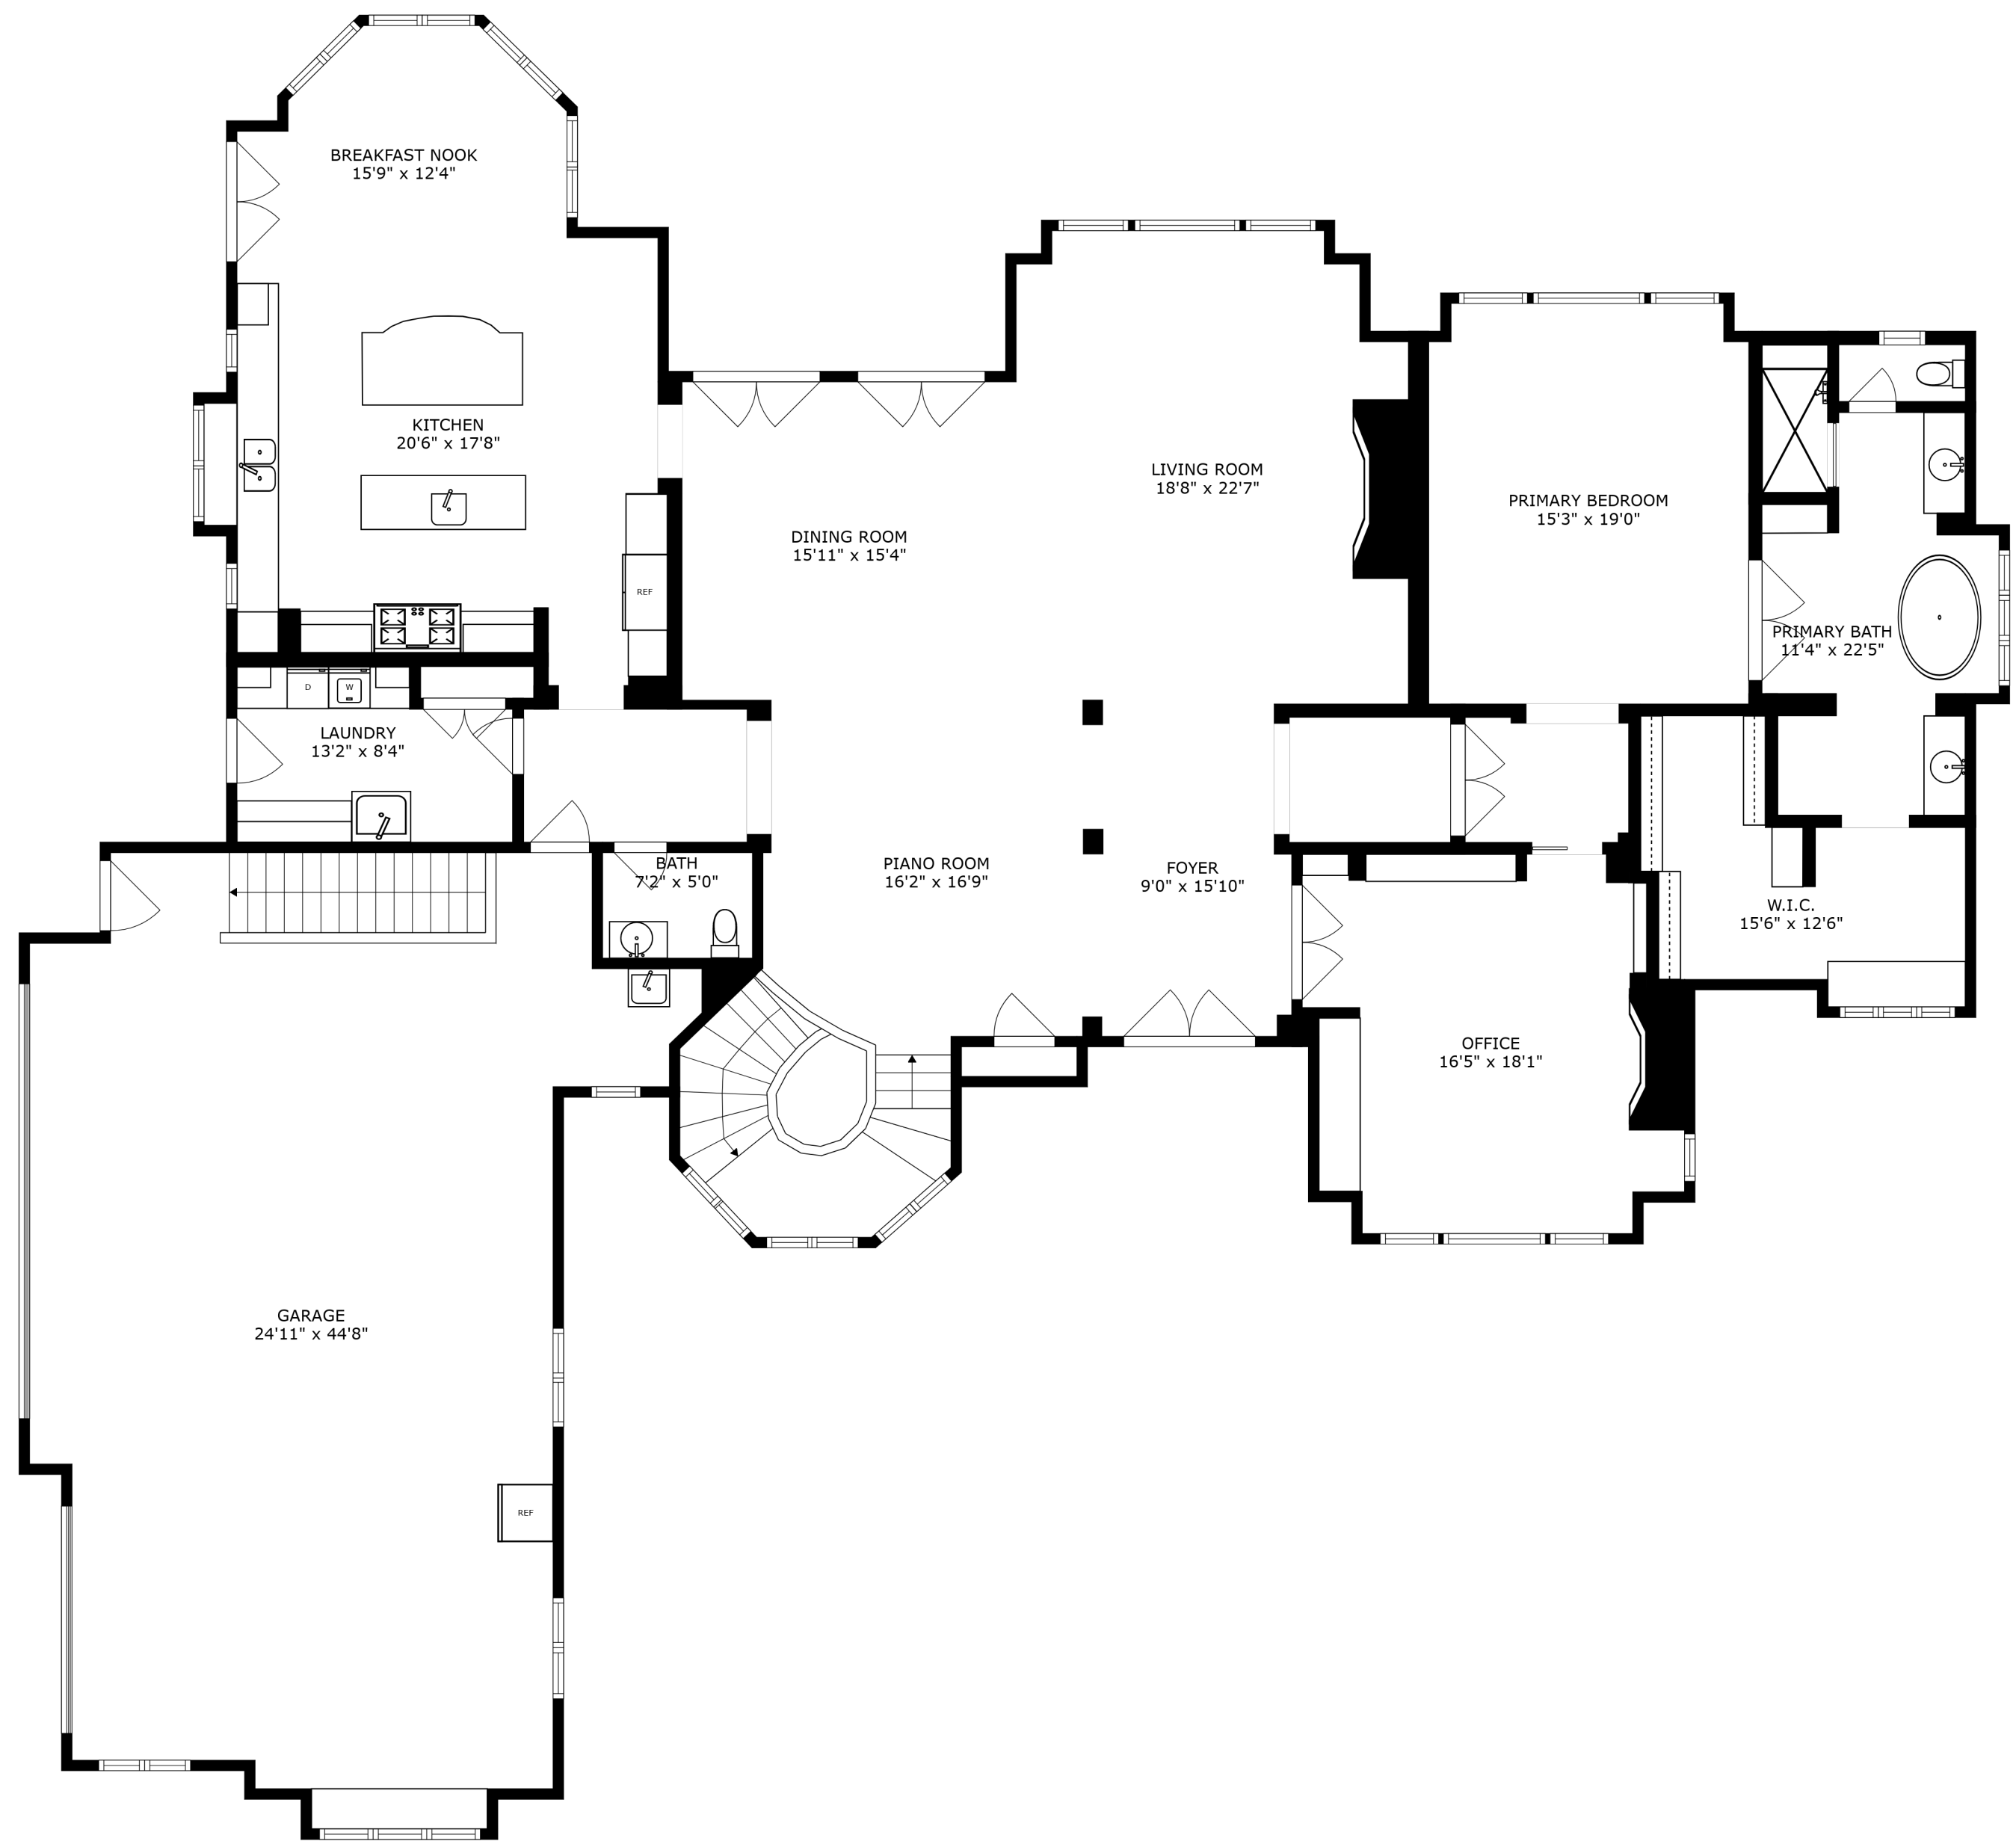 BREAKFAST NOOK
15'9" x 12'4"
KITCHEN
20'6" x 17'8"
LIVING ROOM
18'8" x 22'7"
PRIMARY BEDROOM
15'3" x 19'0"
DINING ROOM
15'11" x 15'4"
REF
PRIMARY BATH
11'4" x 22'5"
D
W
LAUNDRY
13'2" x 8'4"
BATH
7'2" x 5'0"
PIANO ROOM
16'2" x 16'9"
FOYER
9'0" x 15'10"
W.I.C.
15'6" x 12'6"
OFFICE
16'5" x 18'1"
GARAGE
24'11" x 44'8"
REF